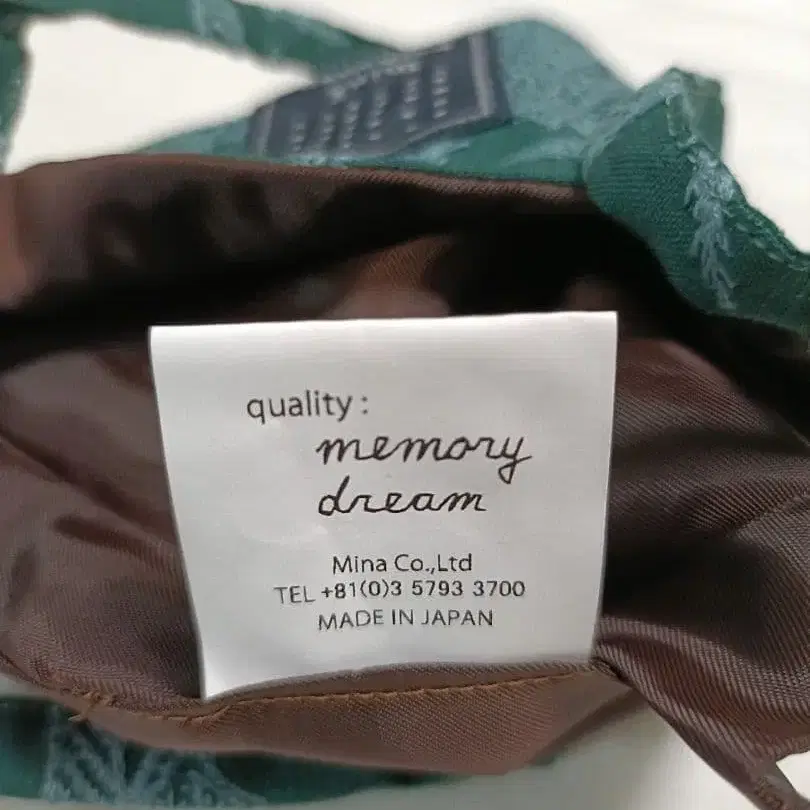 quality :
memory
dream
Mina Co.,Ltd
TEL +81(0)3 5793 3700
MADE IN JAPAN